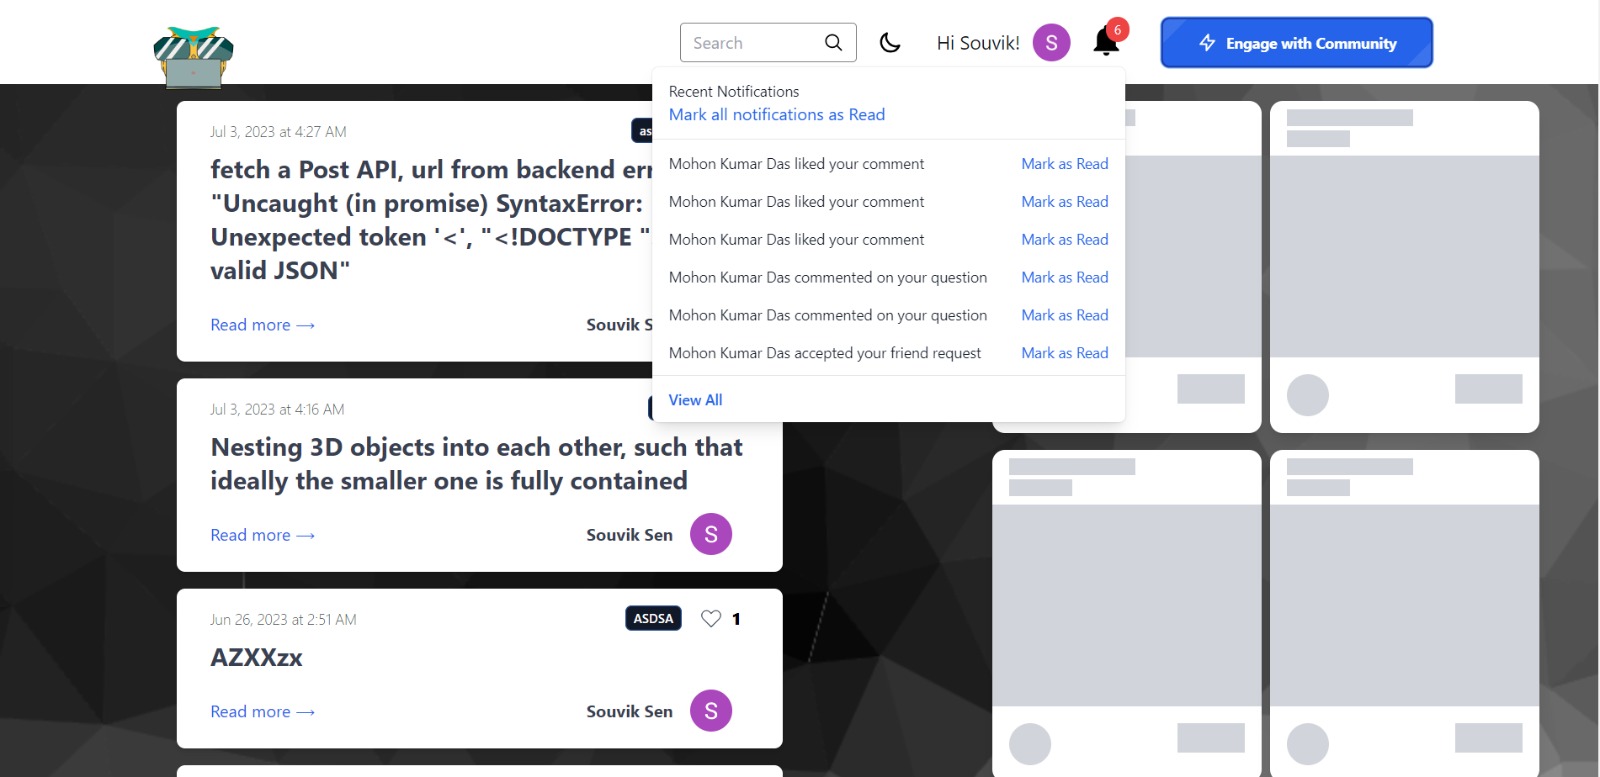 Search
Hi Souvik!
S
6
Engage with Community
Recent Notifications
Mark all notifications as Read
Mohon Kumar Das liked your comment Mark as Read
Mohon Kumar Das liked your comment Mark as Read
Mohon Kumar Das liked your comment Mark as Read
Mohon Kumar Das commented on your question Mark as Read
Mohon Kumar Das commented on your question Mark as Read
Mohon Kumar Das accepted your friend request Mark as Read
View All
Jul 3, 2023 at 4:27 AM as
fetch a Post API, url from backend err
"Uncaught (in promise) SyntaxError:
Unexpected token '<', "<!DOCTYPE "
valid JSON"
Read more → Souvik S
Jul 3, 2023 at 4:16 AM
Nesting 3D objects into each other, such that
ideally the smaller one is fully contained
Read more → Souvik Sen S
Jun 26, 2023 at 2:51 AM ASDSA 1
AZXXzx
Read more → Souvik Sen S